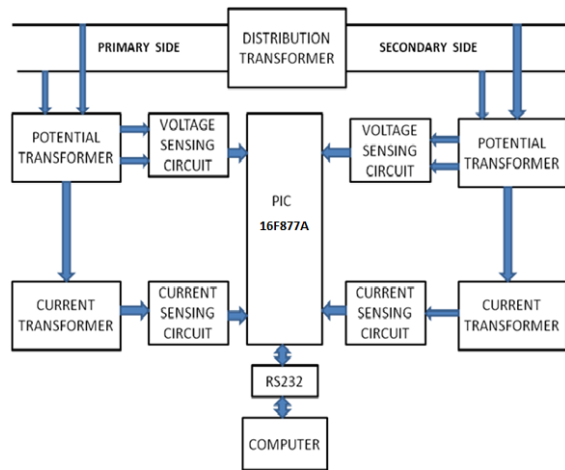 PRIMARY SIDE
DISTRIBUTION
TRANSFORMER
SECONDARY SIDE
POTENTIAL
TRANSFORMER
VOLTAGE
SENSING
CIRCUIT
PIC
16F877A
VOLTAGE
SENSING
CIRCUIT
POTENTIAL
TRANSFORMER
CURRENT
TRANSFORMER
CURRENT
SENSING
CIRCUIT
CURRENT
SENSING
CIRCUIT
CURRENT
TRANSFORMER
RS232
COMPUTER